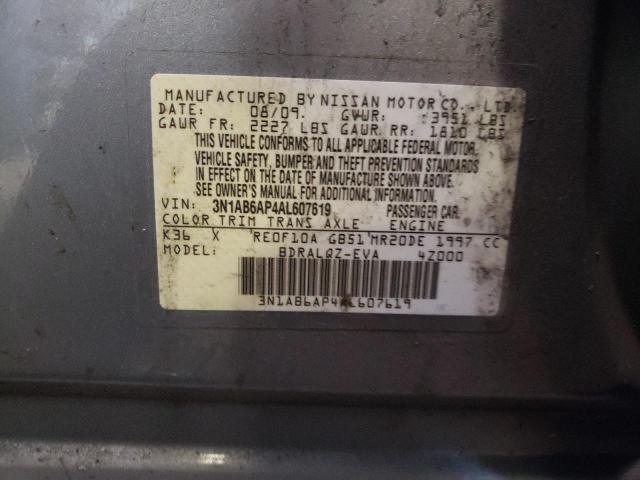 MANUFACTURED BY NISSAN MOTOR CO., LTD.
DATE: 08/09. GVWR: 3951 LBS
GAWR FR: 2227 LBS GAWR RR: 1810 LBS
THIS VEHICLE CONFORMS TO ALL APPLICABLE FEDERAL MOTOR
VEHICLE SAFETY, BUMPER AND THEFT PREVENTION STANDARDS
IN EFFECT ON THE DATE OF MANUFACTURE SHOWN ABOVE.
SEE OWNER'S MANUAL FOR ADDITIONAL INFORMATION.
VIN: 3N1AB6AP4AL607619 PASSENGER CAR.
COLOR TRIM TRANS AXLE ENGINE
K36 X RE0F10A GB51 MR20DE 1997 CC
MODEL: BDRALQZ-EVA 4Z000
3N1AB6AP4AL607619